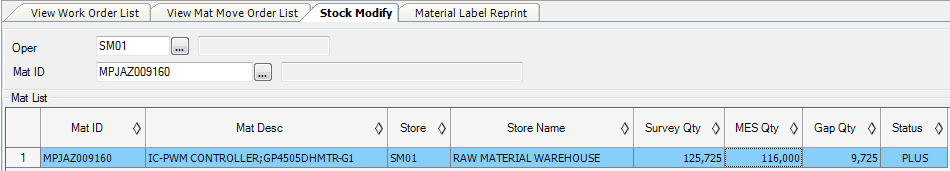 View Work Order List View Mat Move Order List Stock Modify Material Label Reprint
Oper SM01 ...
Mat ID MPJAZ009160 ...
Mat List
Mat ID Mat Desc Store Store Name Survey Qty MES Qty Gap Qty Status
1 MPJAZ009160 IC-PWM CONTROLLER;GP4505DHMTR-G1 SM01 RAW MATERIAL WAREHOUSE 125,725 116,000 9,725 PLUS